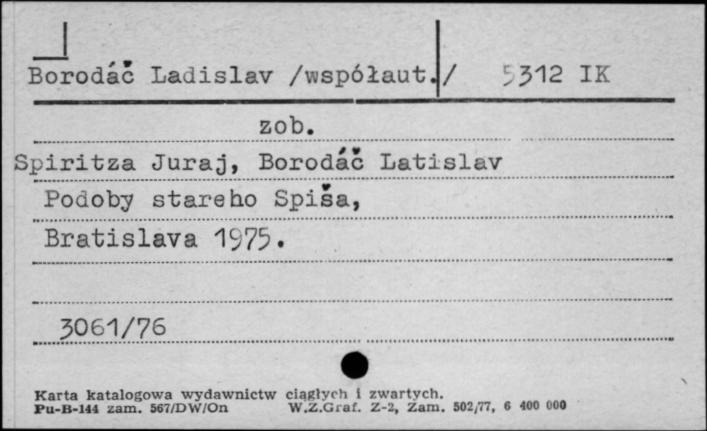 Borodáč Ladislav /współaut./ 5312 IK
zob.
Spiritza Juraj, Borodáč Latislav
Podoby stareho Spiša,
Bratislava 1975.
3061/76
Karta katalogowa wydawnictw ciągłych i zwartych.
Pu-B-144 zam. 567/DW/On W.Z.Graf. Z-2, Zam. 502/77, 6 400 000